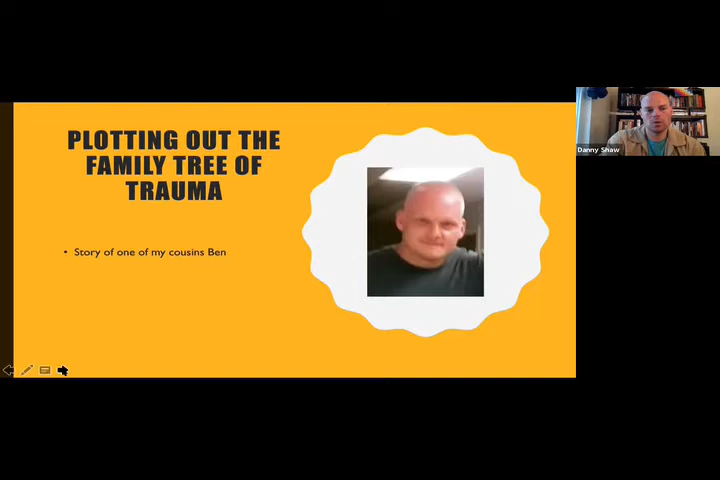 PLOTTING OUT THE
FAMILY TREE OF
TRAUMA
• Story of one of my cousins Ben
Danny Shaw